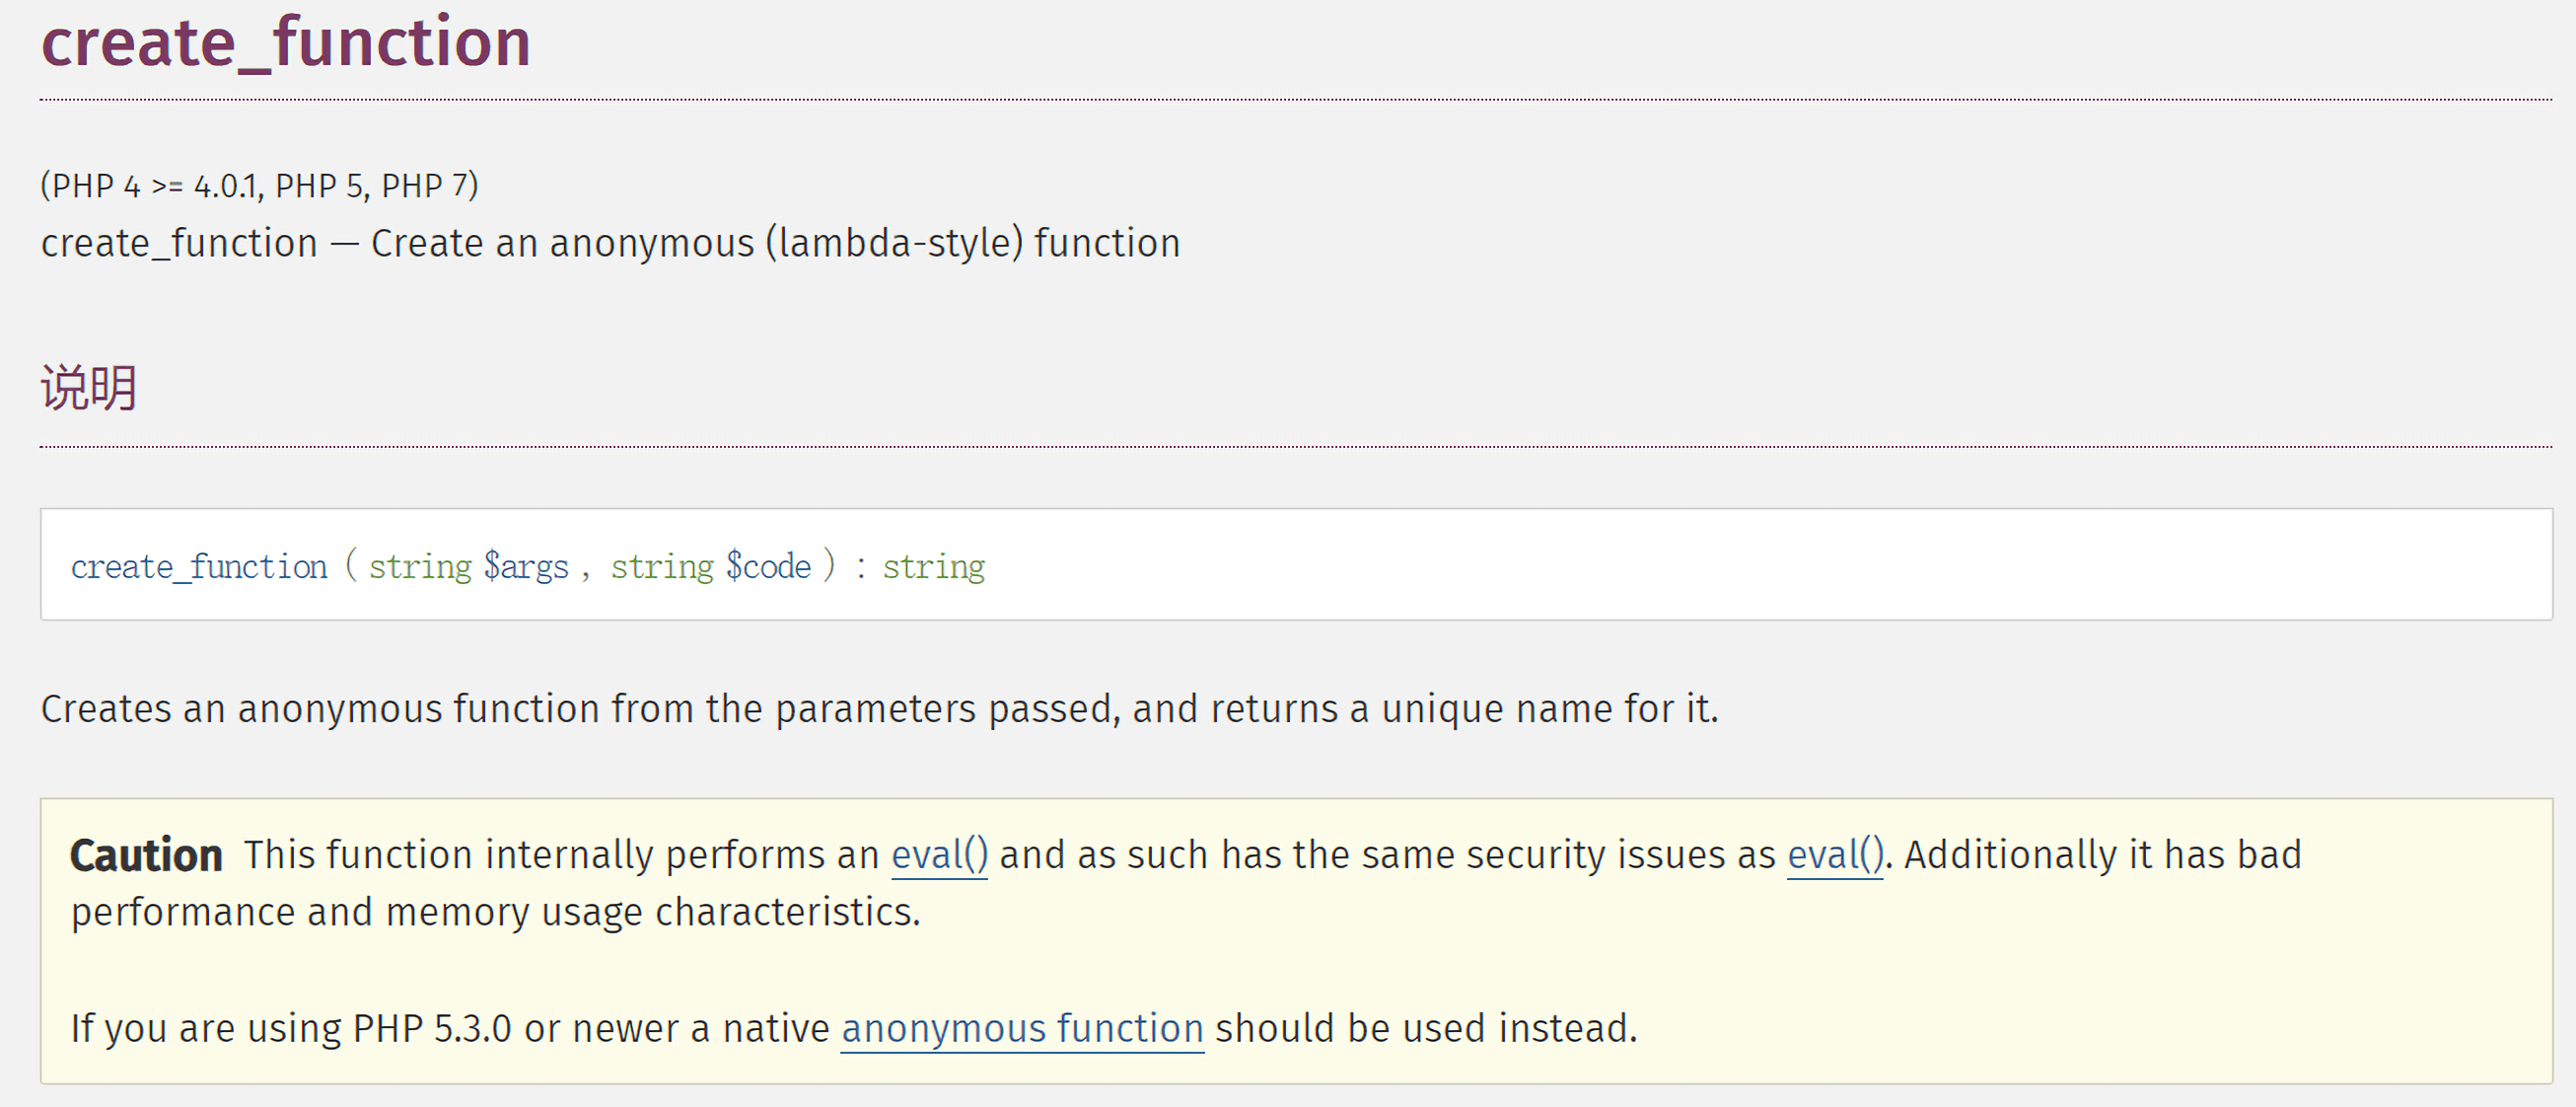 create_function
(PHP 4 >= 4.0.1, PHP 5, PHP 7)
create_function — Create an anonymous (lambda-style) function
说明
create_function ( string $args , string $code ) : string
Creates an anonymous function from the parameters passed, and returns a unique name for it.
Caution This function internally performs an eval() and as such has the same security issues as eval(). Additionally it has bad
performance and memory usage characteristics.
If you are using PHP 5.3.0 or newer a native anonymous function should be used instead.